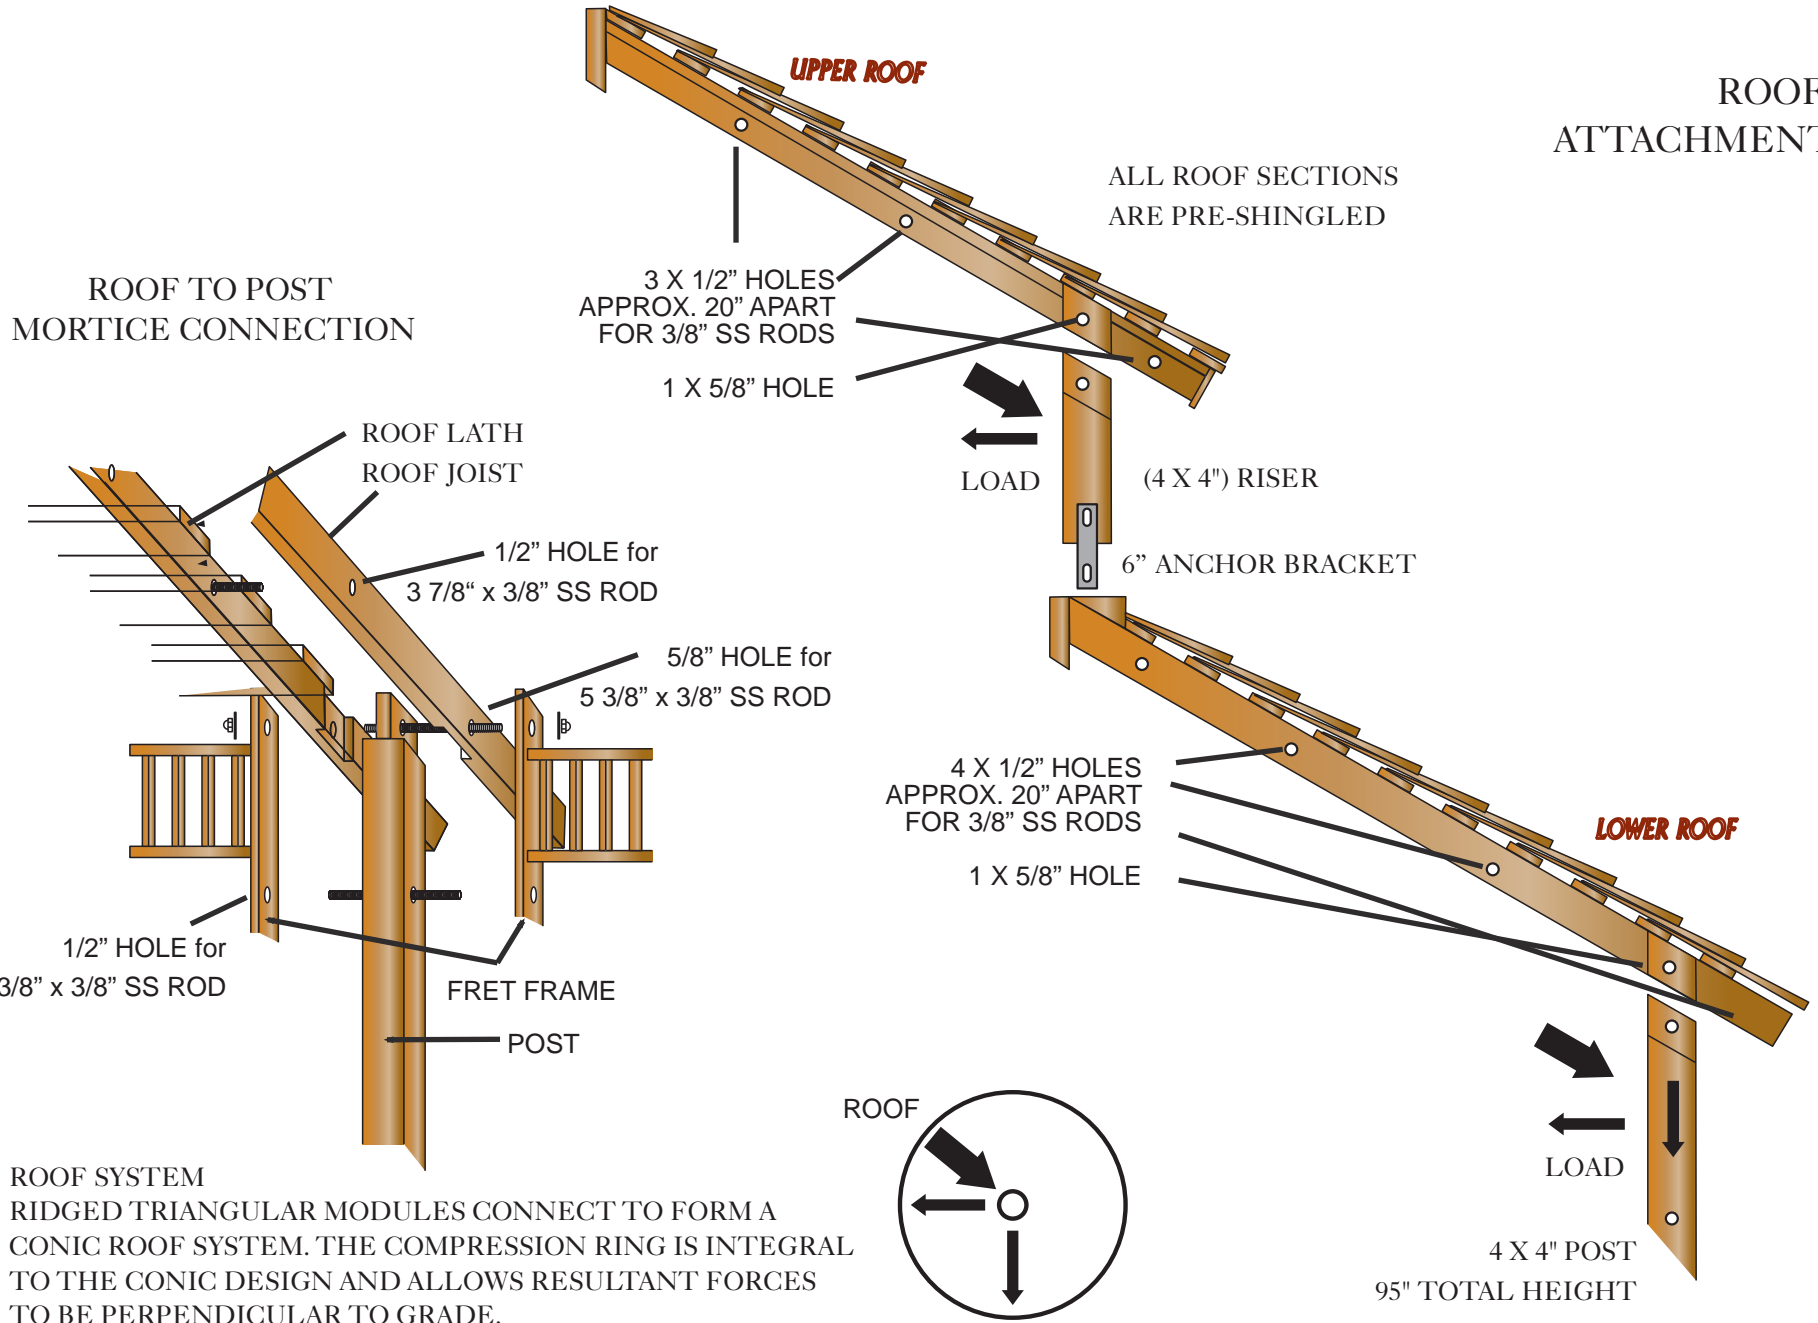 UPPER ROOF
ROOF
ATTACHMENT
ALL ROOF SECTIONS
ARE PRE-SHINGLED
ROOF TO POST
MORTICE CONNECTION
3 X 1/2” HOLES
APPROX. 20” APART
FOR 3/8” SS RODS
1 X 5/8” HOLE
ROOF LATH
ROOF JOIST
LOAD
(4 X 4") RISER
1/2” HOLE for
3 7/8“ x 3/8” SS ROD
6” ANCHOR BRACKET
5/8” HOLE for
5 3/8” x 3/8” SS ROD
4 X 1/2” HOLES
APPROX. 20” APART
FOR 3/8” SS RODS
1 X 5/8” HOLE
LOWER ROOF
1/2” HOLE for
3/8” x 3/8” SS ROD
FRET FRAME
POST
ROOF
LOAD
4 X 4" POST
95" TOTAL HEIGHT
ROOF SYSTEM
RIDGED TRIANGULAR MODULES CONNECT TO FORM A
CONIC ROOF SYSTEM. THE COMPRESSION RING IS INTEGRAL
TO THE CONIC DESIGN AND ALLOWS RESULTANT FORCES
TO BE PERPENDICULAR TO GRADE.